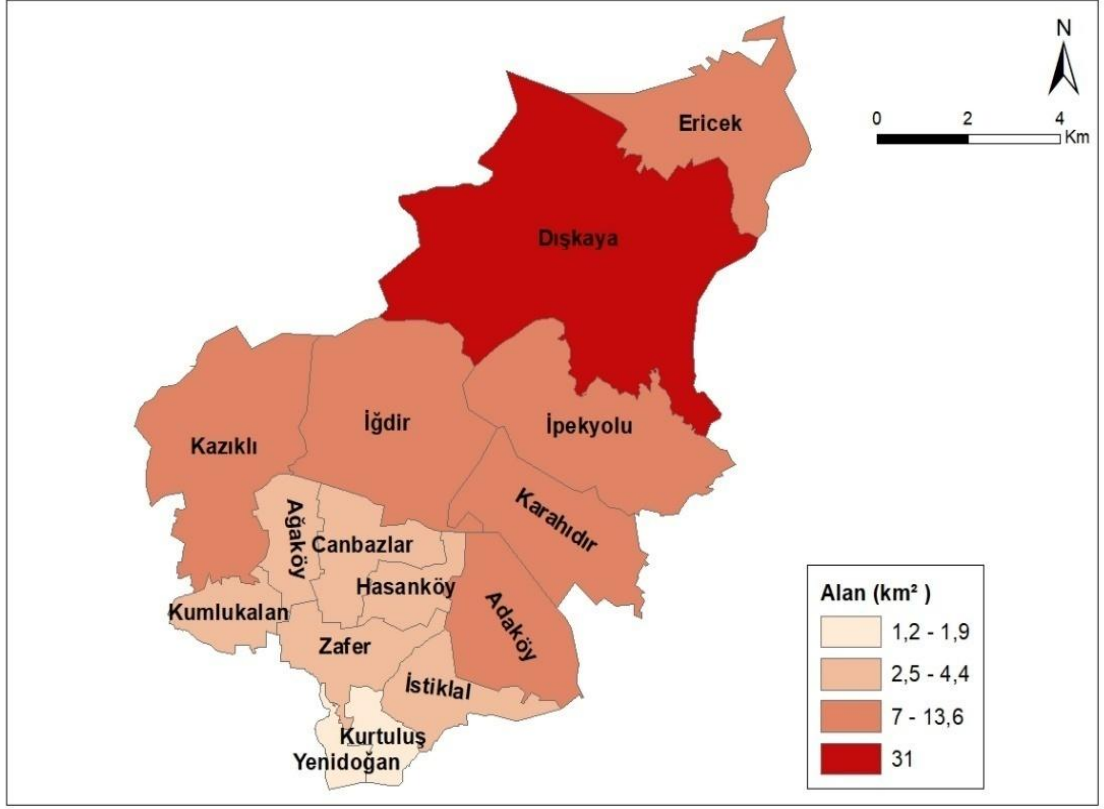 N
0 2 4
Km
Ericek
Dışkaya
İğdir
İpekyolu
Kazıklı
Karahıdır
Ağaköy
Canbazlar
Hasanköy
Adaköy
Kumlukalan
Zafer
İstiklal
Kurtuluş
Yenidoğan
Alan (km² )
1,2 - 1,9
2,5 - 4,4
7 - 13,6
31